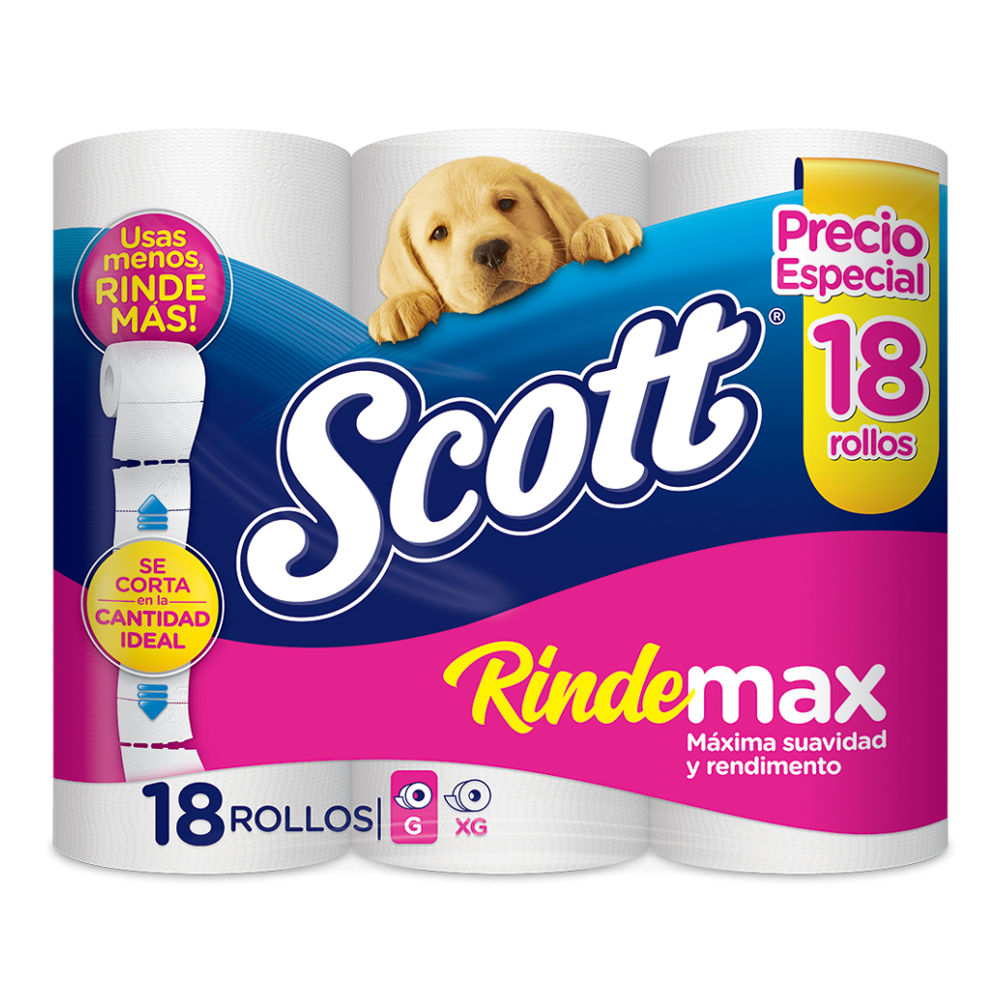 Usas
menos,
RINDE
MÁS!
Precio
Especial
18
rollos
Scott®
SE
CORTA
en la
CANTIDAD
IDEAL
Rindemax
Máxima suavidad
y rendimento
18 ROLLOS
G
XG